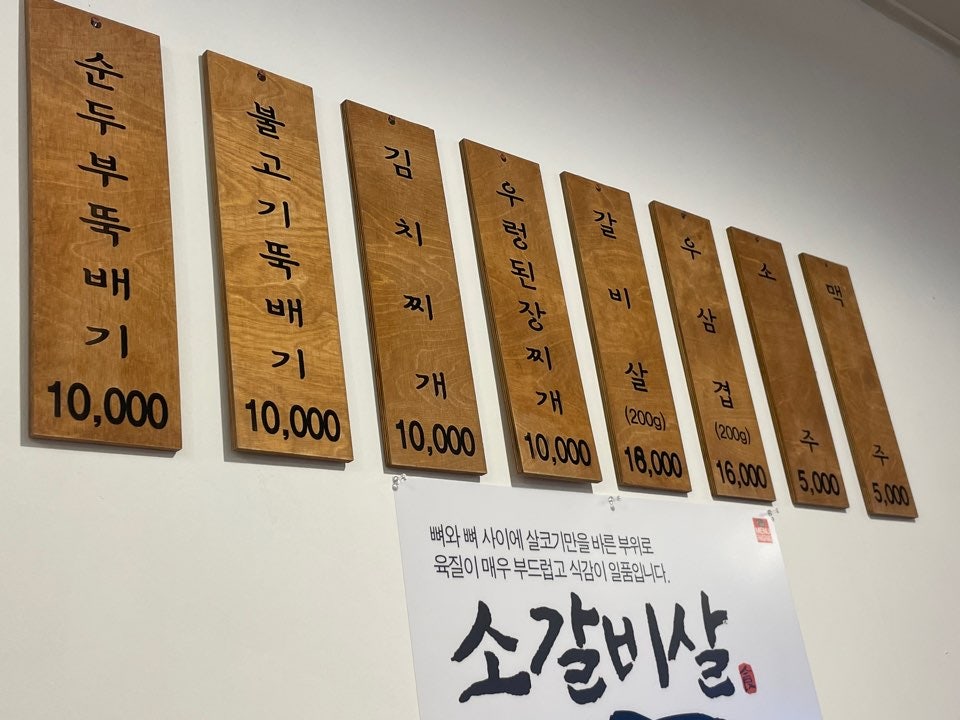 순두부뚝배기
10,000
불고기뚝배기
10,000
김치찌개
10,000
우렁된장찌개
10,000
갈비살
(200g)
18,000
우삼겹
(200g)
16,000
소주
5,000
맥주
5,000
뼈와 뼈 사이에 살코기만을 바른 부위로
육질이 매우 부드럽고 식감이 일품입니다.
소갈비살